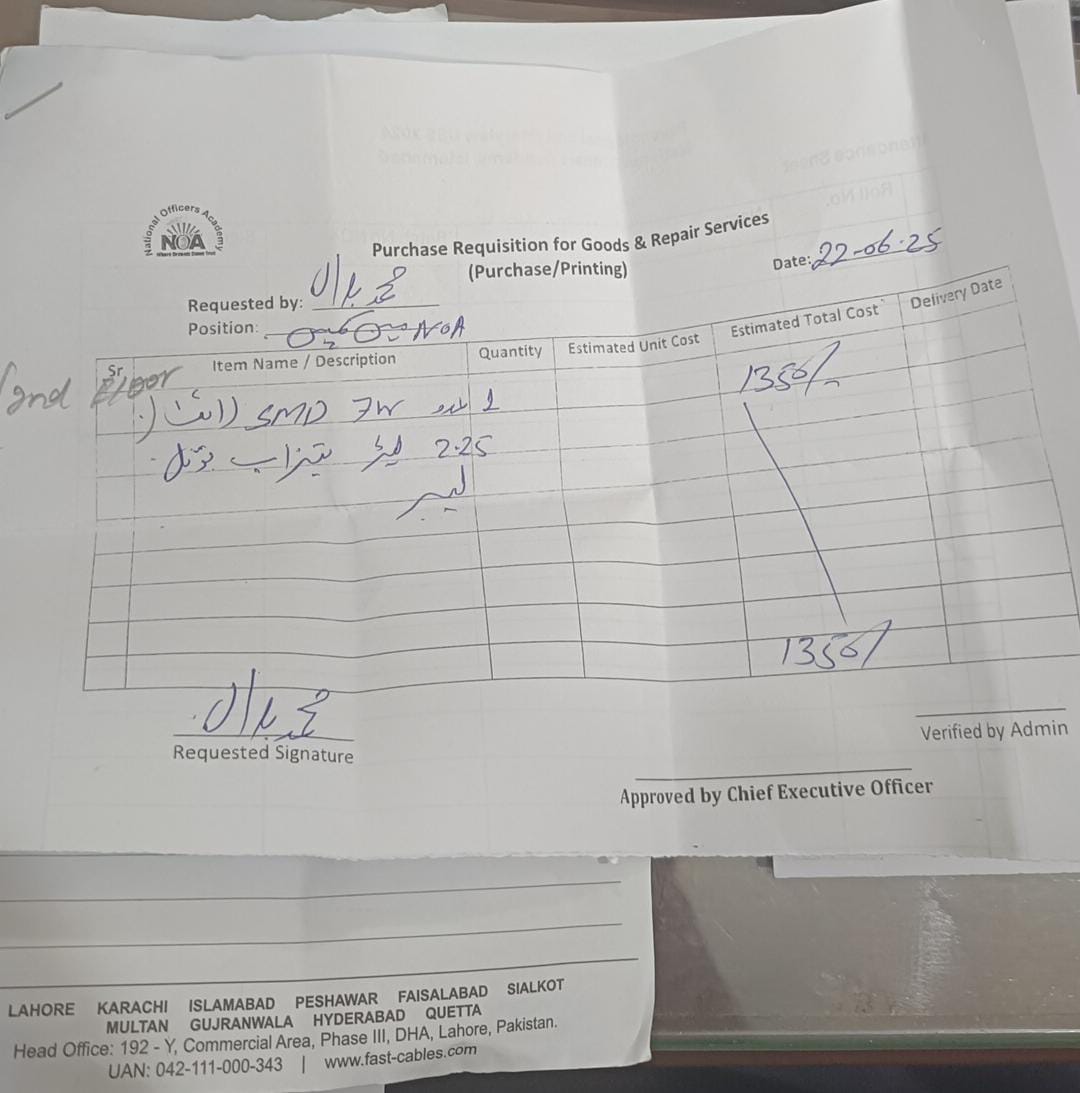 National Officers Academy
NOA
Purchase Requisition for Goods & Repair Services
(Purchase/Printing)
Date: 22-06-25
Requested by:
Position: NOA
Sr
Item Name / Description
Quantity
Estimated Unit Cost
Estimated Total Cost
Delivery Date
2nd Floor
SMD 7W 1 عدد
1350/-
2.25 لیٹر تیزاب بوتل
لیبر
1350/
Requested Signature
Verified by Admin
Approved by Chief Executive Officer
LAHORE KARACHI ISLAMABAD PESHAWAR FAISALABAD SIALKOT
MULTAN GUJRANWALA HYDERABAD QUETTA
Head Office: 192 - Y, Commercial Area, Phase III, DHA, Lahore, Pakistan.
UAN: 042-111-000-343 | www.fast-cables.com